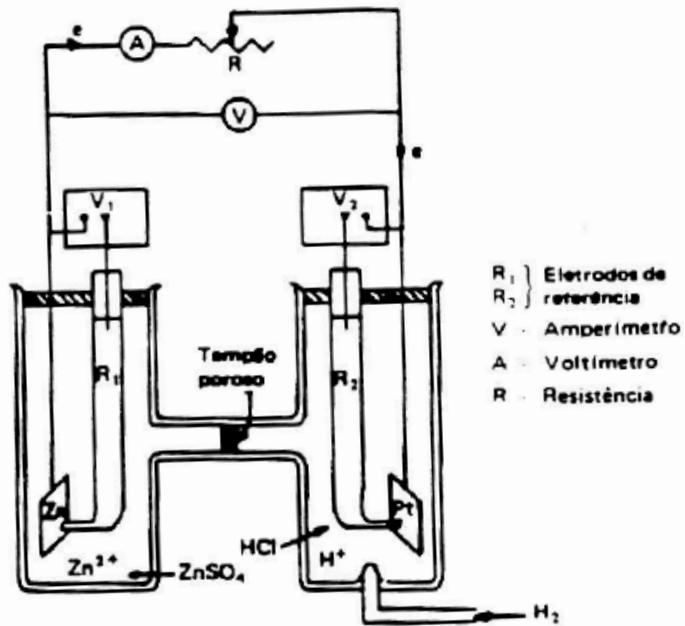 e
A
R
V
e
V₁
V₂
R₁ } Eletrodos de
R₂ } referência
V - Amperímetro
A - Voltímetro
R - Resistência
Tampão
poroso
R₁
R₂
Zn
Pt
HCl
H⁺
Zn²⁺
ZnSO₄
H₂